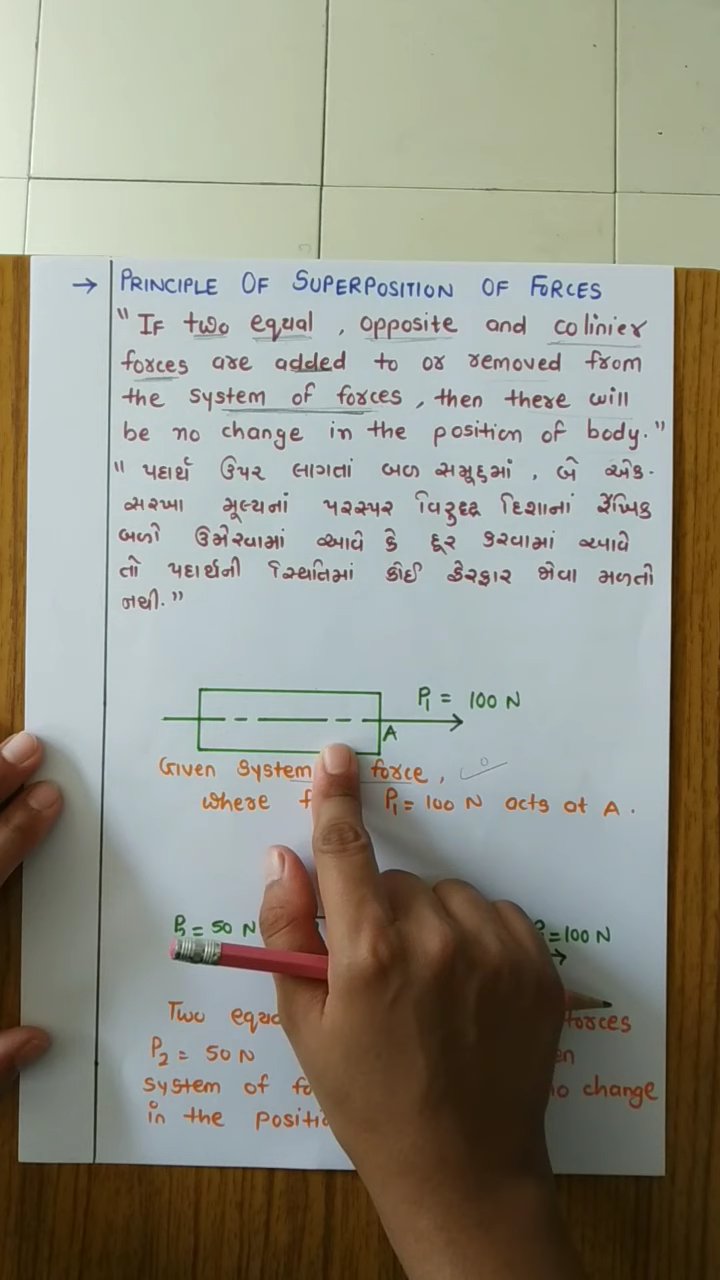 → PRINCIPLE OF SUPERPOSITION OF FORCES
"IF two equal, opposite and colinier
forces are added to or removed from
the system of forces, then there will
be no change in the position of body."
" પદાર્થ ઉપર લાગતાં બળ સમૂહમાં, બે એક-
સરખા મૂલ્યનાં પરસ્પર વિરુદ્ધ દિશાનાં રૈખિક
બળો ઉમેરવામાં આવે કે દૂર કરવામાં આવે
તો પદાર્થની સ્થિતિમાં કોઈ ફેરફાર જોવા મળતો
નથી."
P₁ = 100 N
A
Given system force,
where P₁ = 100 N acts at A.
= 50 N =100 N
Two forces
P₂ = 50 N
system of change
in the